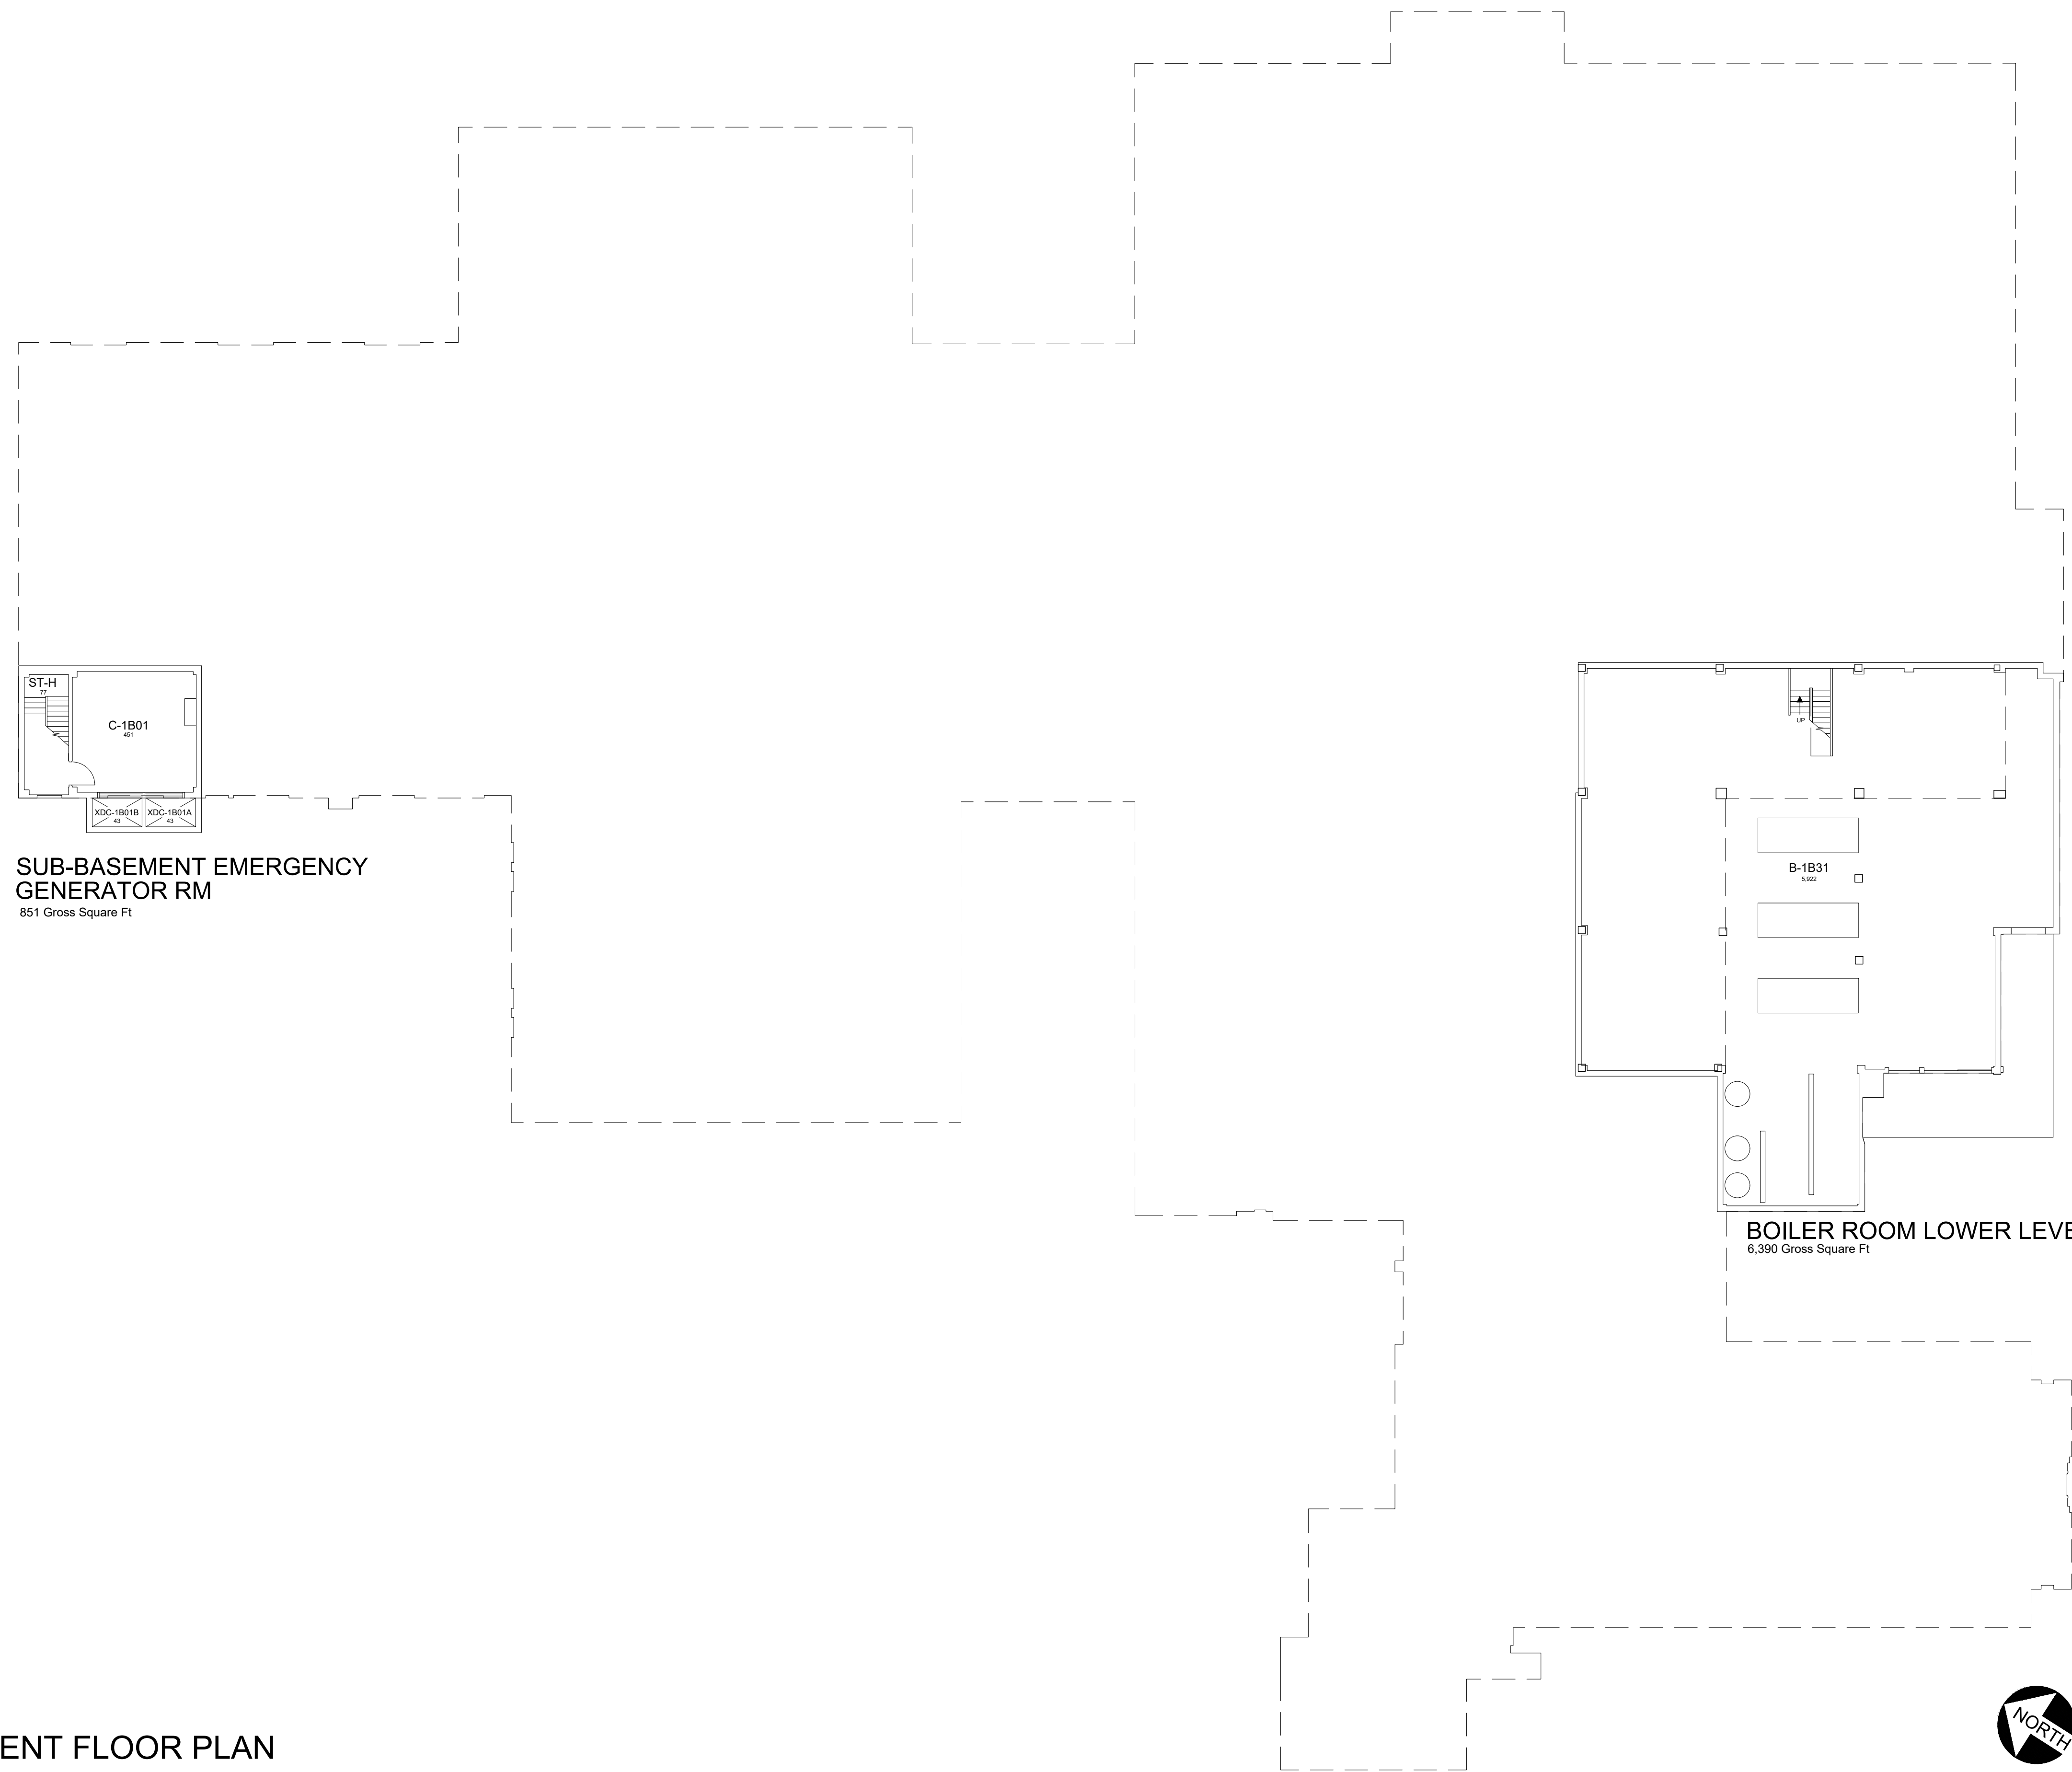 ST-H
77
C-1B01
451
XDC-1B01B
43
XDC-1B01A
43
SUB-BASEMENT EMERGENCY
GENERATOR RM
851 Gross Square Ft
UP
B-1B31
5,922
BOILER ROOM LOWER LEVE
6,390 Gross Square Ft
ENT FLOOR PLAN
NORTH